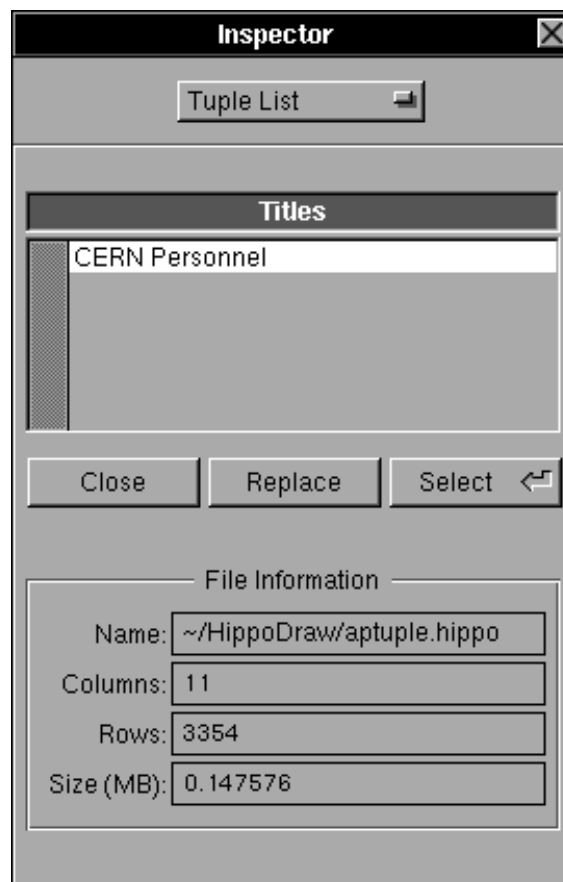 Inspector
Tuple List
Titles
CERN Personnel
Close Replace Select
File Information
Name: ~/HippoDraw/aptuple.hippo
Columns: 11
Rows: 3354
Size (MB): 0.147576